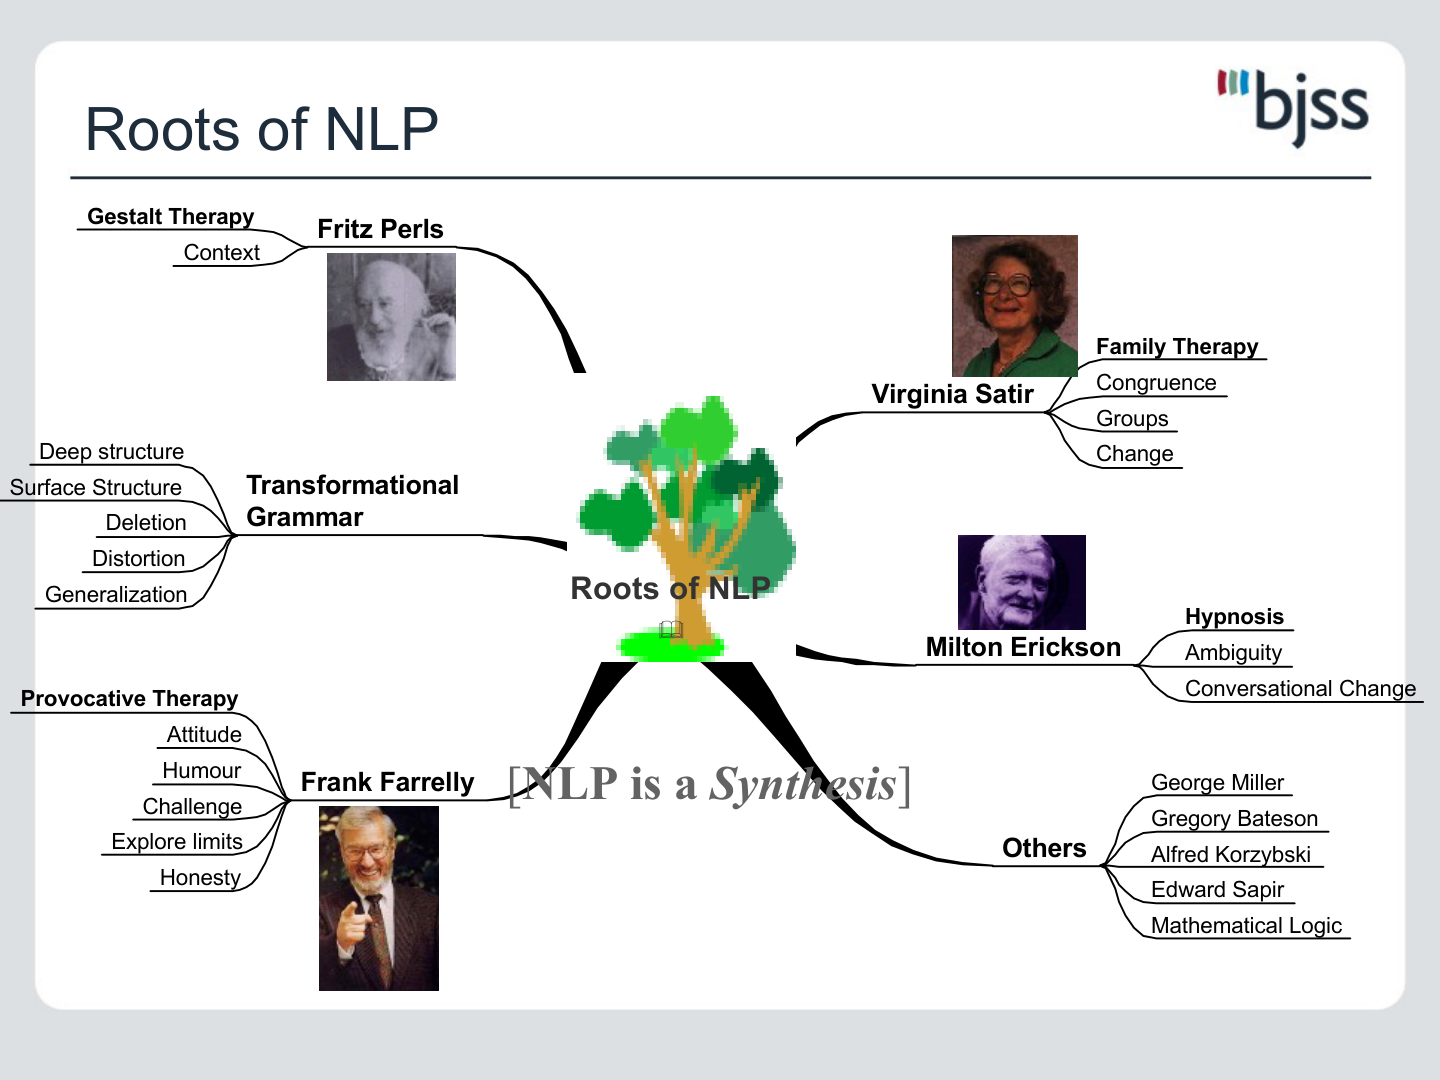 Roots of NLP
bjss
Gestalt Therapy
Context
Fritz Perls
Virginia Satir
Family Therapy
Congruence
Groups
Change
Deep structure
Surface Structure
Deletion
Distortion
Generalization
Transformational
Grammar
Roots of NLP
Milton Erickson
Hypnosis
Ambiguity
Conversational Change
Provocative Therapy
Attitude
Humour
Challenge
Explore limits
Honesty
Frank Farrelly
[NLP is a Synthesis]
Others
George Miller
Gregory Bateson
Alfred Korzybski
Edward Sapir
Mathematical Logic